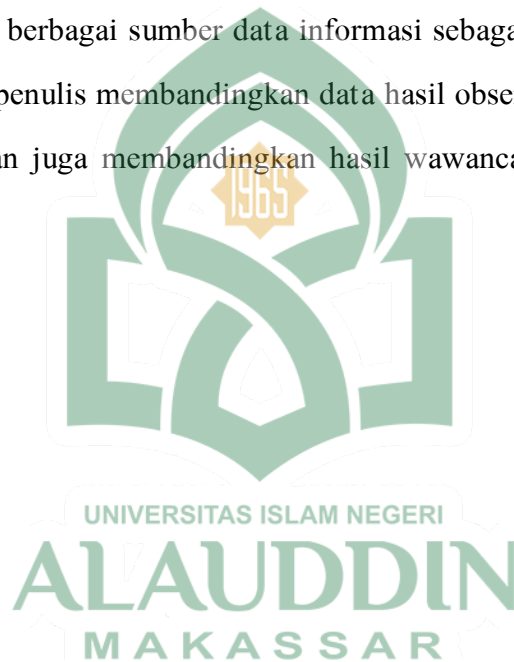 berbagai sumber data informasi sebaga
penulis membandingkan data hasil obse
an juga membandingkan hasil wawanca
1965
UNIVERSITAS ISLAM NEGERI
ALAUDDIN
MAKASSAR